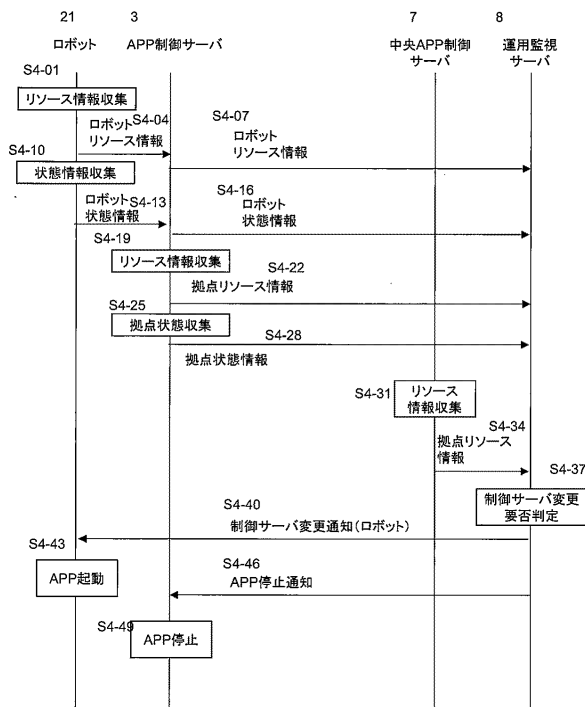 21
3
7
8
ロボット
APP制御サーバ
中央APP制御
サーバ
運用監視
サーバ
S4-01
リソース情報収集
S4-04
ロボット
リソース情報
S4-07
ロボット
リソース情報
S4-10
状態情報収集
ロボット
S4-13
状態情報
S4-16
ロボット
状態情報
S4-19
リソース情報収集
S4-22
拠点リソース情報
S4-25
拠点状態収集
S4-28
拠点状態情報
S4-31
リソース
情報収集
S4-34
拠点リソース
情報
S4-37
制御サーバ変更
要否判定
S4-40
制御サーバ変更通知(ロボット)
S4-43
APP起動
S4-46
APP停止通知
S4-49
APP停止